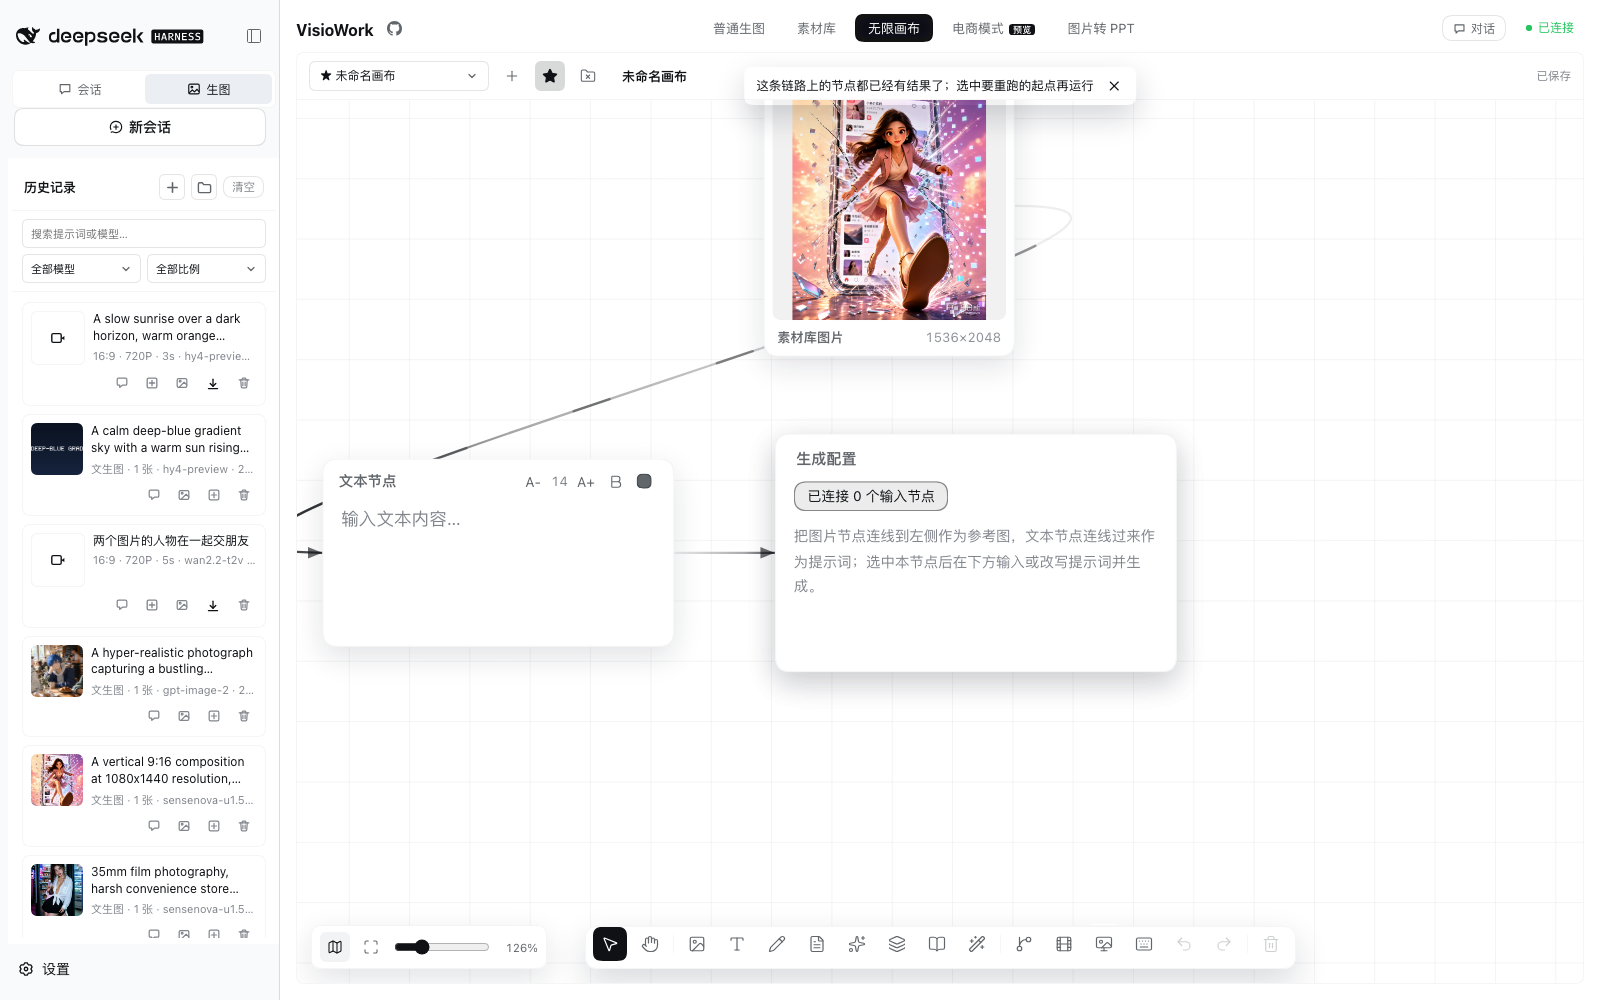 deepseek HARNESS
会话
生图
新会话
历史记录
清空
搜索提示词或模型...
全部模型
全部比例
A slow sunrise over a dark
horizon, warm orange...
16:9 · 720P · 3s · hy4-previe...
A calm deep-blue gradient
sky with a warm sun rising...
文生图 · 1 张 · hy4-preview · 2...
两个图片的人物在一起交朋友
16:9 · 720P · 5s · wan2.2-t2v ...
A hyper-realistic photograph
capturing a bustling...
文生图 · 1 张 · gpt-image-2 · 2...
A vertical 9:16 composition
at 1080x1440 resolution,...
文生图 · 1 张 · sensenova-u1.5...
35mm film photography,
harsh convenience store...
文生图 · 1 张 · sensenova-u1.5...
设置
VisioWork
普通生图
素材库
无限画布
电商模式 预览
图片转 PPT
对话
已连接
★ 未命名画布
未命名画布
已保存
这条链路上的节点都已经有结果了；选中要重跑的起点再运行
素材库图片
1536×2048
文本节点
A- 14 A+ B
输入文本内容...
生成配置
已连接 0 个输入节点
把图片节点连线到左侧作为参考图，文本节点连线过来作
为提示词；选中本节点后在下方输入或改写提示词并生
成。
126%